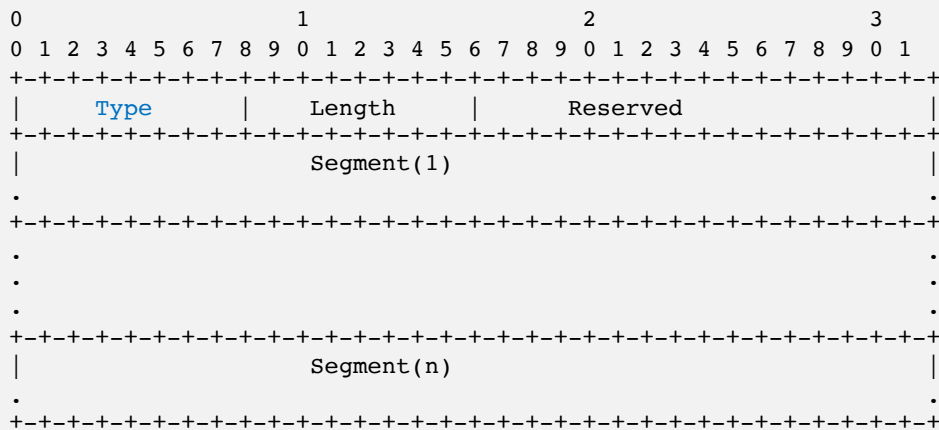 0                   1                   2                   3
0 1 2 3 4 5 6 7 8 9 0 1 2 3 4 5 6 7 8 9 0 1 2 3 4 5 6 7 8 9 0 1
+-+-+-+-+-+-+-+-+-+-+-+-+-+-+-+-+-+-+-+-+-+-+-+-+-+-+-+-+-+-+-+-+
|     Type      |    Length     |      Reserved                 |
+-+-+-+-+-+-+-+-+-+-+-+-+-+-+-+-+-+-+-+-+-+-+-+-+-+-+-+-+-+-+-+-+
|                    Segment(1)                                 |
.                                                               .
+-+-+-+-+-+-+-+-+-+-+-+-+-+-+-+-+-+-+-+-+-+-+-+-+-+-+-+-+-+-+-+-+
.                                                               .
.                                                               .
.                                                               .
+-+-+-+-+-+-+-+-+-+-+-+-+-+-+-+-+-+-+-+-+-+-+-+-+-+-+-+-+-+-+-+-+
|                    Segment(n)                                 |
.                                                               .
+-+-+-+-+-+-+-+-+-+-+-+-+-+-+-+-+-+-+-+-+-+-+-+-+-+-+-+-+-+-+-+-+